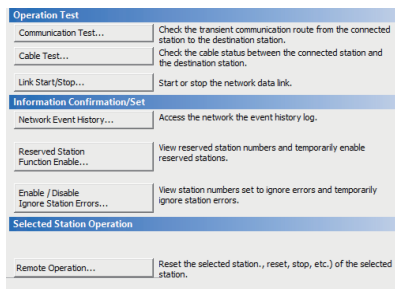 Operation Test
Communication Test...
Check the transient communication route from the connected
station to the destination station.
Cable Test...
Check the cable status between the connected station and
the destination station.
Link Start/Stop...
Start or stop the network data link.
Information Confirmation/Set
Network Event History...
Access the network the event history log.
Reserved Station
Function Enable...
View reserved station numbers and temporarily enable
reserved stations.
Enable / Disable
Ignore Station Errors...
View station numbers set to ignore errors and temporarily
ignore station errors.
Selected Station Operation
Remote Operation...
Reset the selected station., reset, stop, etc.) of the selected
station.